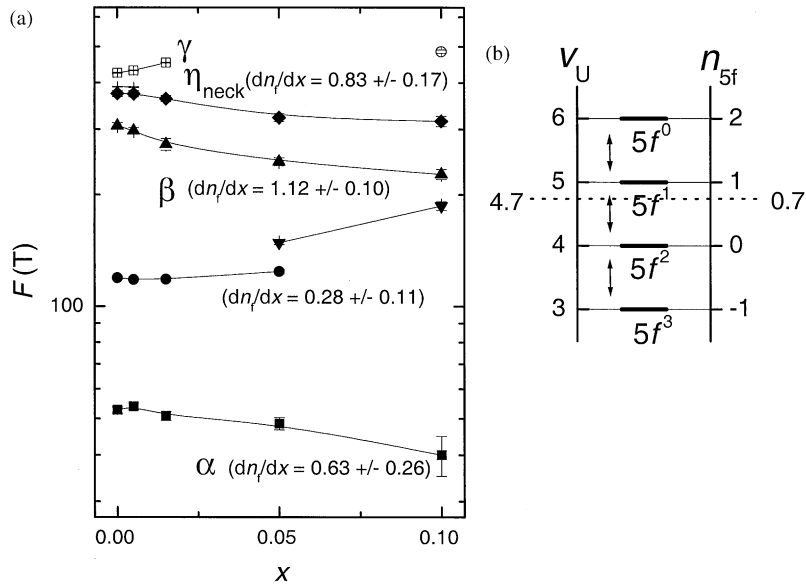 (a)
γ
η neck (dn_f/dx = 0.83 +/- 0.17)
β (dn_f/dx = 1.12 +/- 0.10)
(dn_f/dx = 0.28 +/- 0.11)
α (dn_f/dx = 0.63 +/- 0.26)
F (T)
100
0.00 0.05 0.10
x
(b)
v_U n_5f
6 5f^0 2
5 5f^1 1
4.7 0.7
4 5f^2 0
3 5f^3 -1